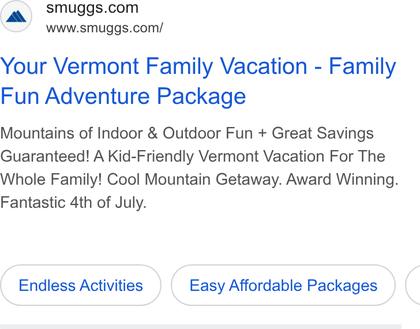 smuggs.com
www.smuggs.com/
Your Vermont Family Vacation - Family
Fun Adventure Package
Mountains of Indoor & Outdoor Fun + Great Savings
Guaranteed! A Kid-Friendly Vermont Vacation For The
Whole Family! Cool Mountain Getaway. Award Winning.
Fantastic 4th of July.
Endless Activities
Easy Affordable Packages